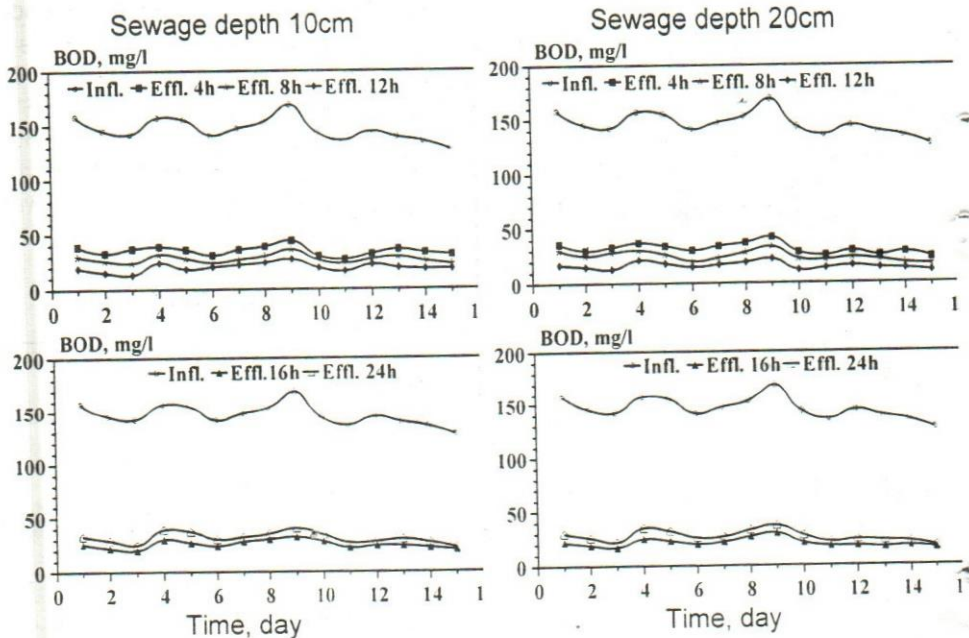 Sewage depth 10cm
Sewage depth 20cm
BOD, mg/l
200
Infl. Effl. 4h Effl. 8h Effl. 12h
150
100
50
0
0 2 4 6 8 10 12 14 1
BOD, mg/l
200
Infl. Effl. 4h Effl. 8h Effl. 12h
150
100
50
0
0 2 4 6 8 10 12 14 1
BOD, mg/l
200
Infl. Effl.16h Effl. 24h
150
100
50
0
0 2 4 6 8 10 12 14 1
Time, day
BOD, mg/l
200
Infl. Effl. 16h Effl. 24h
150
100
50
0
0 2 4 6 8 10 12 14 1
Time, day